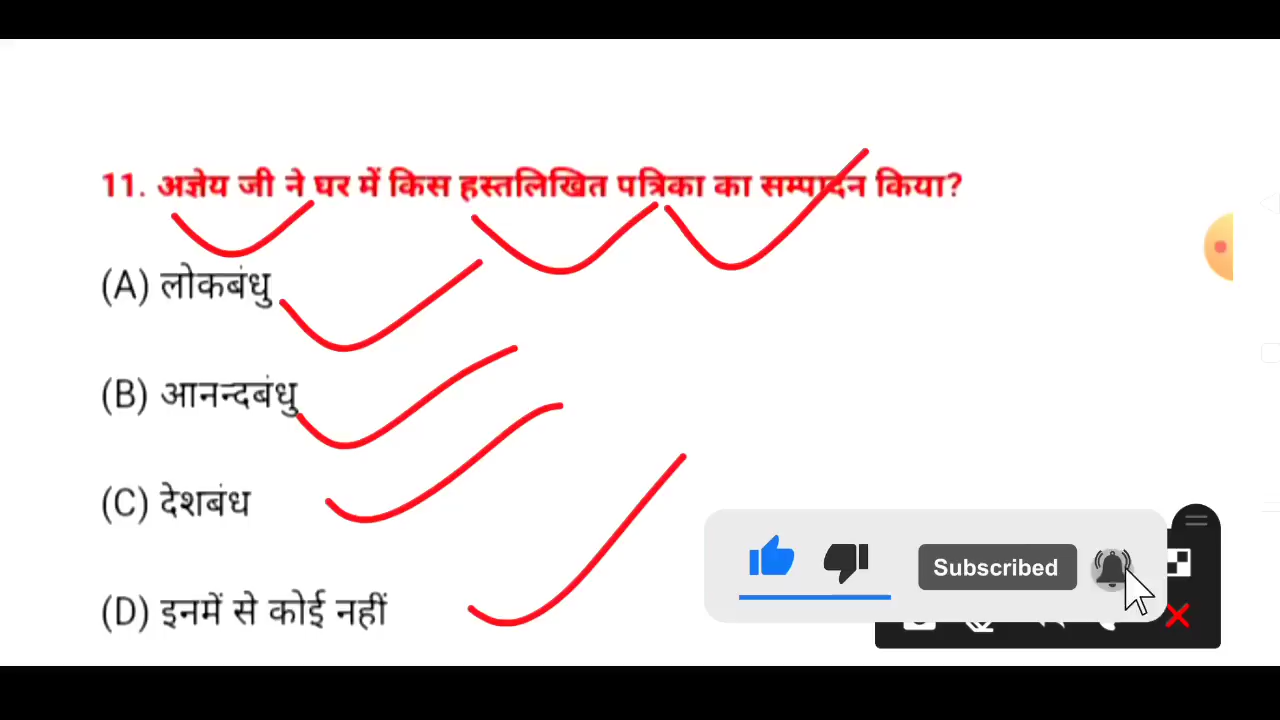 11. अज्ञेय जी ने घर में किस हस्तलिखित पत्रिका का सम्पादन किया?
(A) लोकबंधु
(B) आनन्दबंधु
(C) देशबंध
(D) इनमें से कोई नहीं
Subscribed